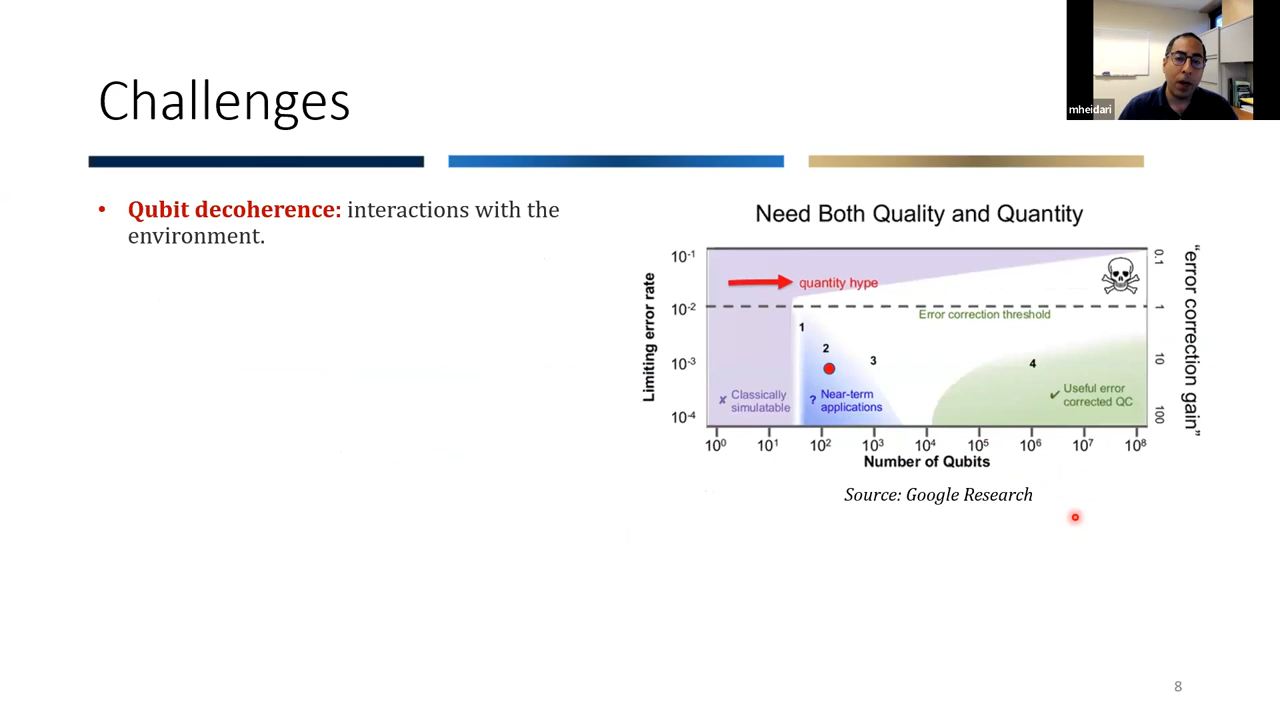 mheidari
Challenges
• Qubit decoherence: interactions with the
environment.
Need Both Quality and Quantity
Limiting error rate
10⁻¹
10⁻²
10⁻³
10⁻⁴
quantity hype
Error correction threshold
1
2
3
4
✘ Classically
simulatable
? Near-term
applications
✔ Useful error
corrected QC
0.1
1
10
100
“error correction gain”
10⁰ 10¹ 10² 10³ 10⁴ 10⁵ 10⁶ 10⁷ 10⁸
Number of Qubits
Source: Google Research
8